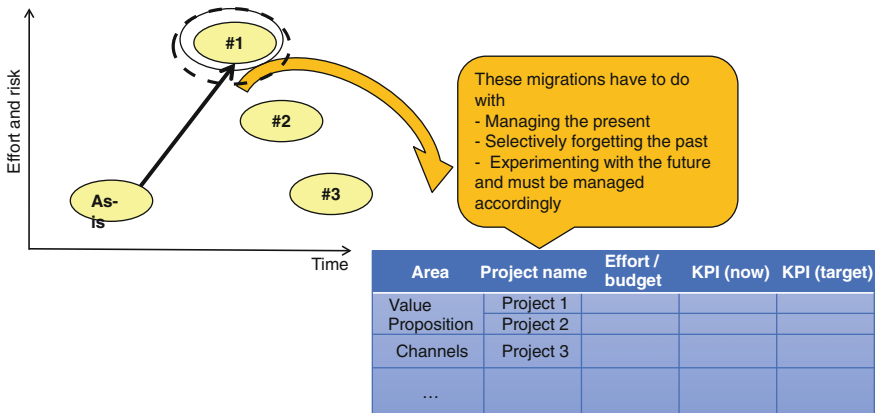 Effort and risk
#1
#2
#3
As-
is
Time
These migrations have to do
with
- Managing the present
- Selectively forgetting the past
- Experimenting with the future
and must be managed
accordingly
Area Project name Effort / budget KPI (now) KPI (target)
Value Proposition Project 1
Project 2
Channels Project 3
…